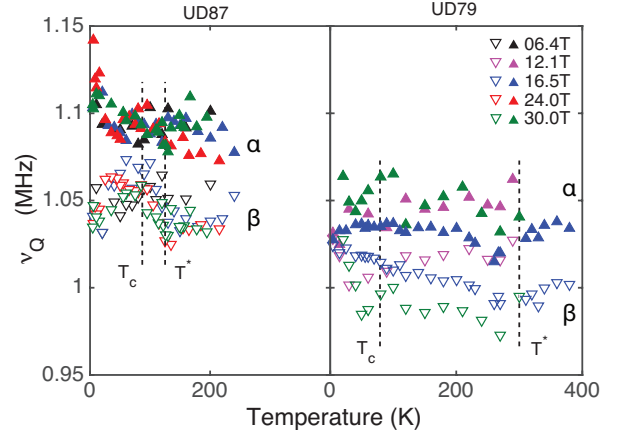 UD87
UD79
1.15
1.1
1.05
1
0.95
ν_Q (MHz)
06.4T
12.1T
16.5T
24.0T
30.0T
α
β
T_c
T*
α
β
T_c
T*
0
100
200
0
200
400
Temperature (K)